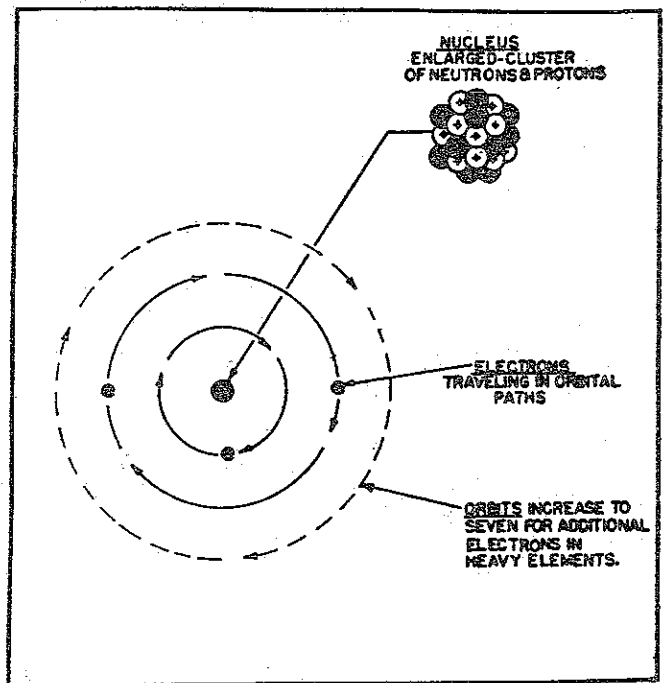 NUCLEUS
ENLARGED-CLUSTER
OF NEUTRONS & PROTONS
ELECTRONS
TRAVELING IN ORBITAL
PATHS
ORBITS INCREASE TO
SEVEN FOR ADDITIONAL
ELECTRONS IN
HEAVY ELEMENTS.